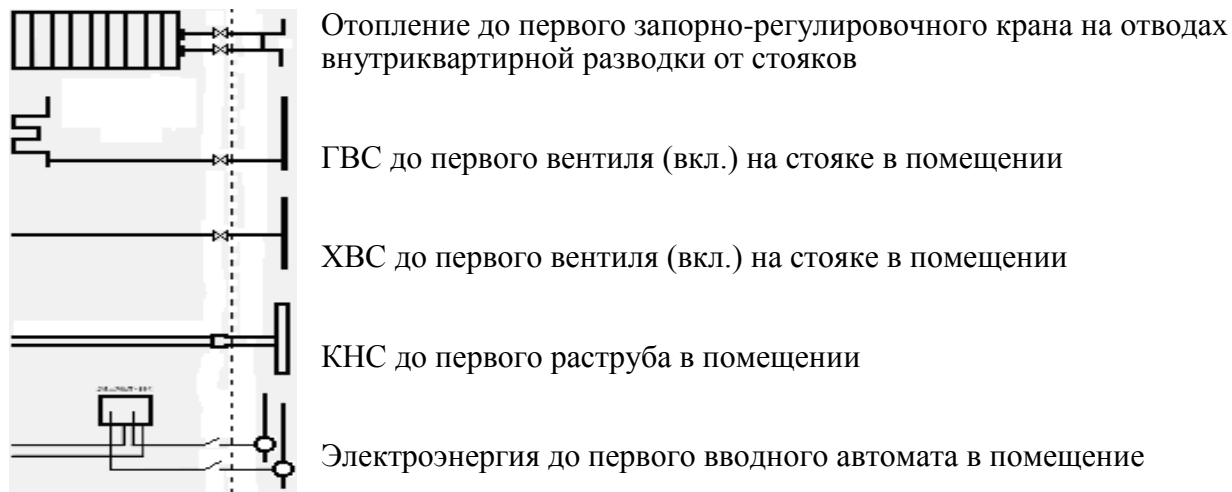 Отопление до первого запорно-регулировочного крана на отводах
внутриквартирной разводки от стояков
ГВС до первого вентиля (вкл.) на стояке в помещении
ХВС до первого вентиля (вкл.) на стояке в помещении
КНС до первого раструба в помещении
Электроэнергия до первого вводного автомата в помещение